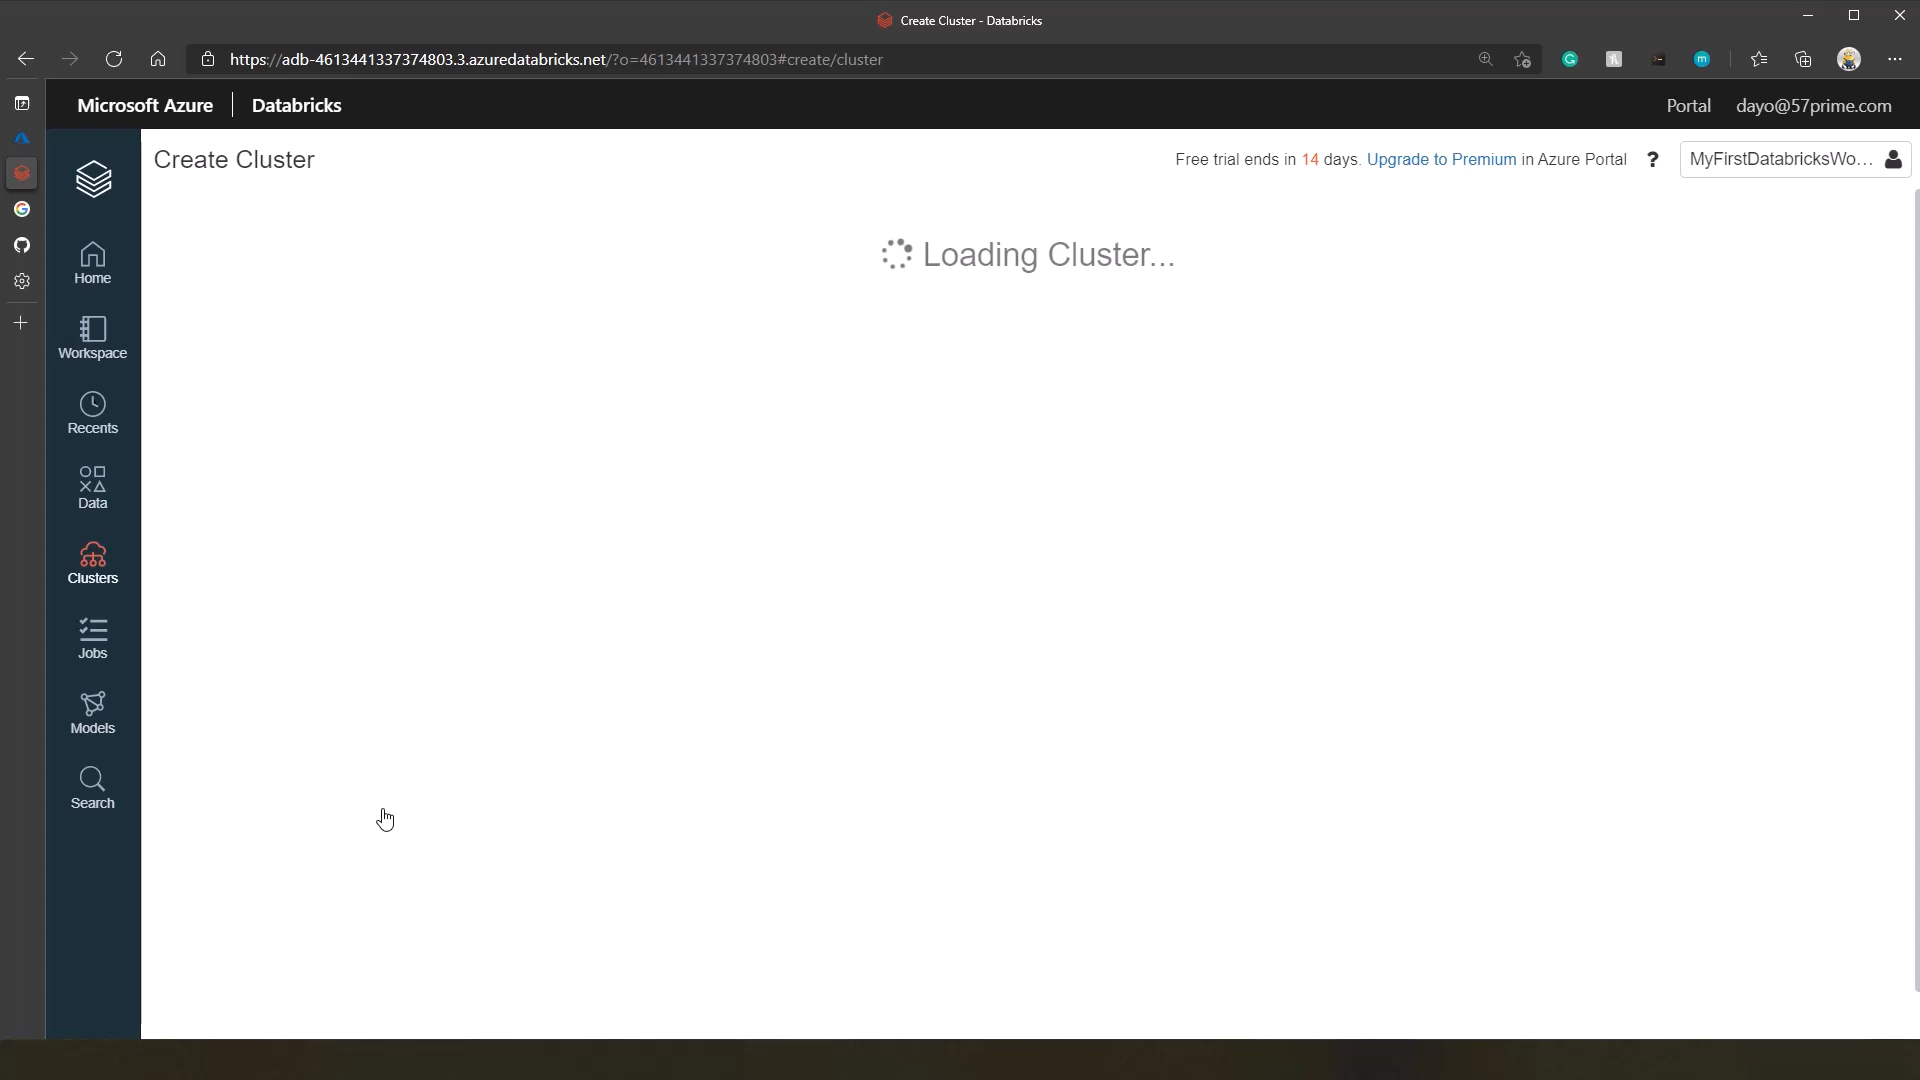 Create Cluster - Databricks
https://adb-4613441337374803.3.azuredatabricks.net/?o=4613441337374803#create/cluster
Microsoft Azure Databricks
Portal dayo@57prime.com
Create Cluster
Free trial ends in 14 days. Upgrade to Premium in Azure Portal ? MyFirstDatabricksWo...
Loading Cluster...
Home
Workspace
Recents
Data
Clusters
Jobs
Models
Search